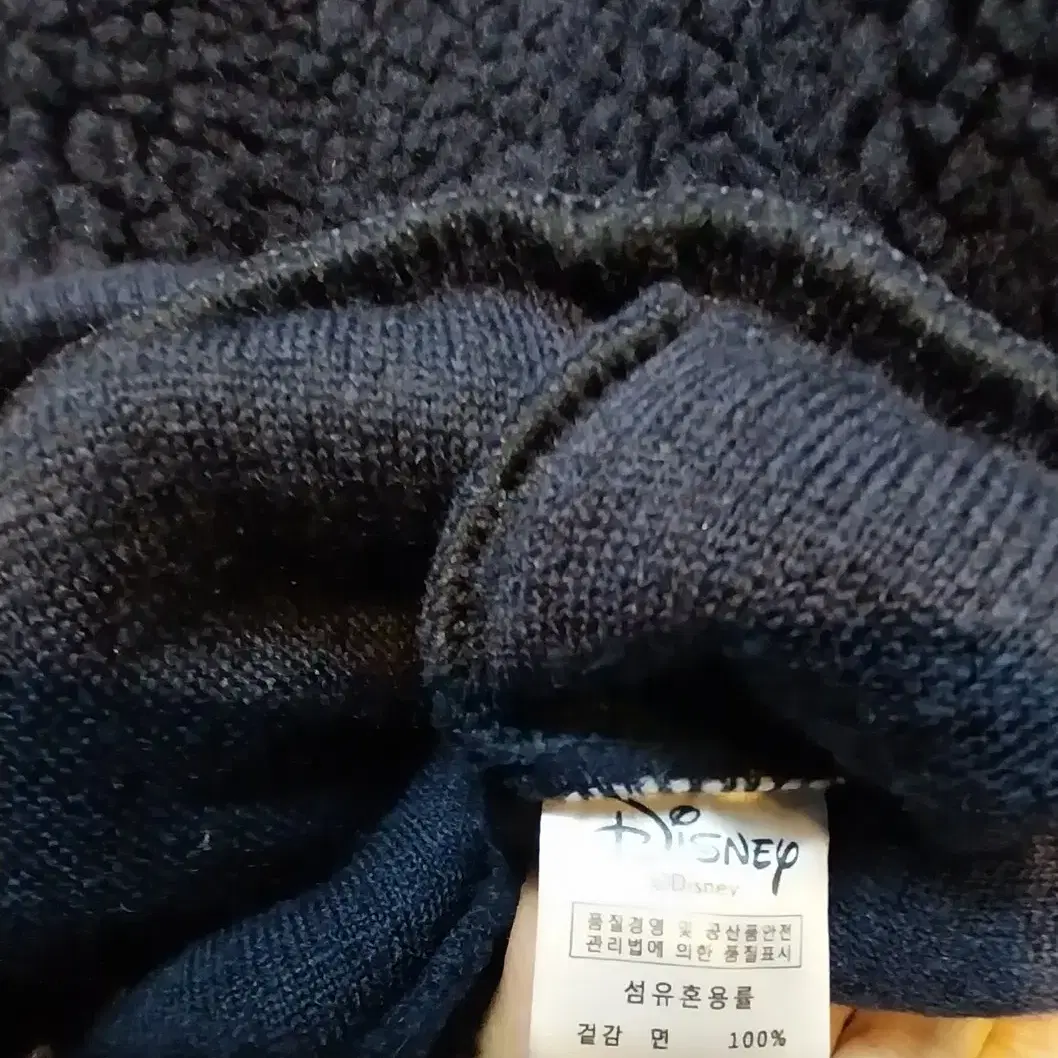 DiSNEY
©Disney
품질경영 및 공산품안전
관리법에 의한 품질표시
섬유혼용률
겉감 면 100%